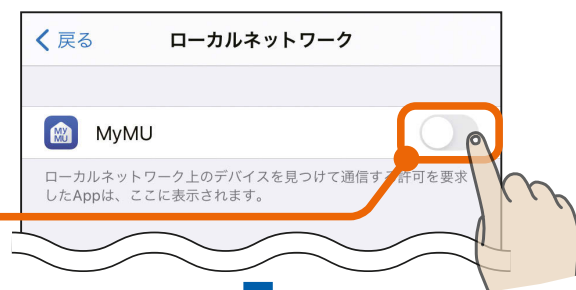 戻る ローカルネットワーク
MY
MU
MyMU
ローカルネットワーク上のデバイスを見つけて通信する許可を要求
したAppは、ここに表示されます。